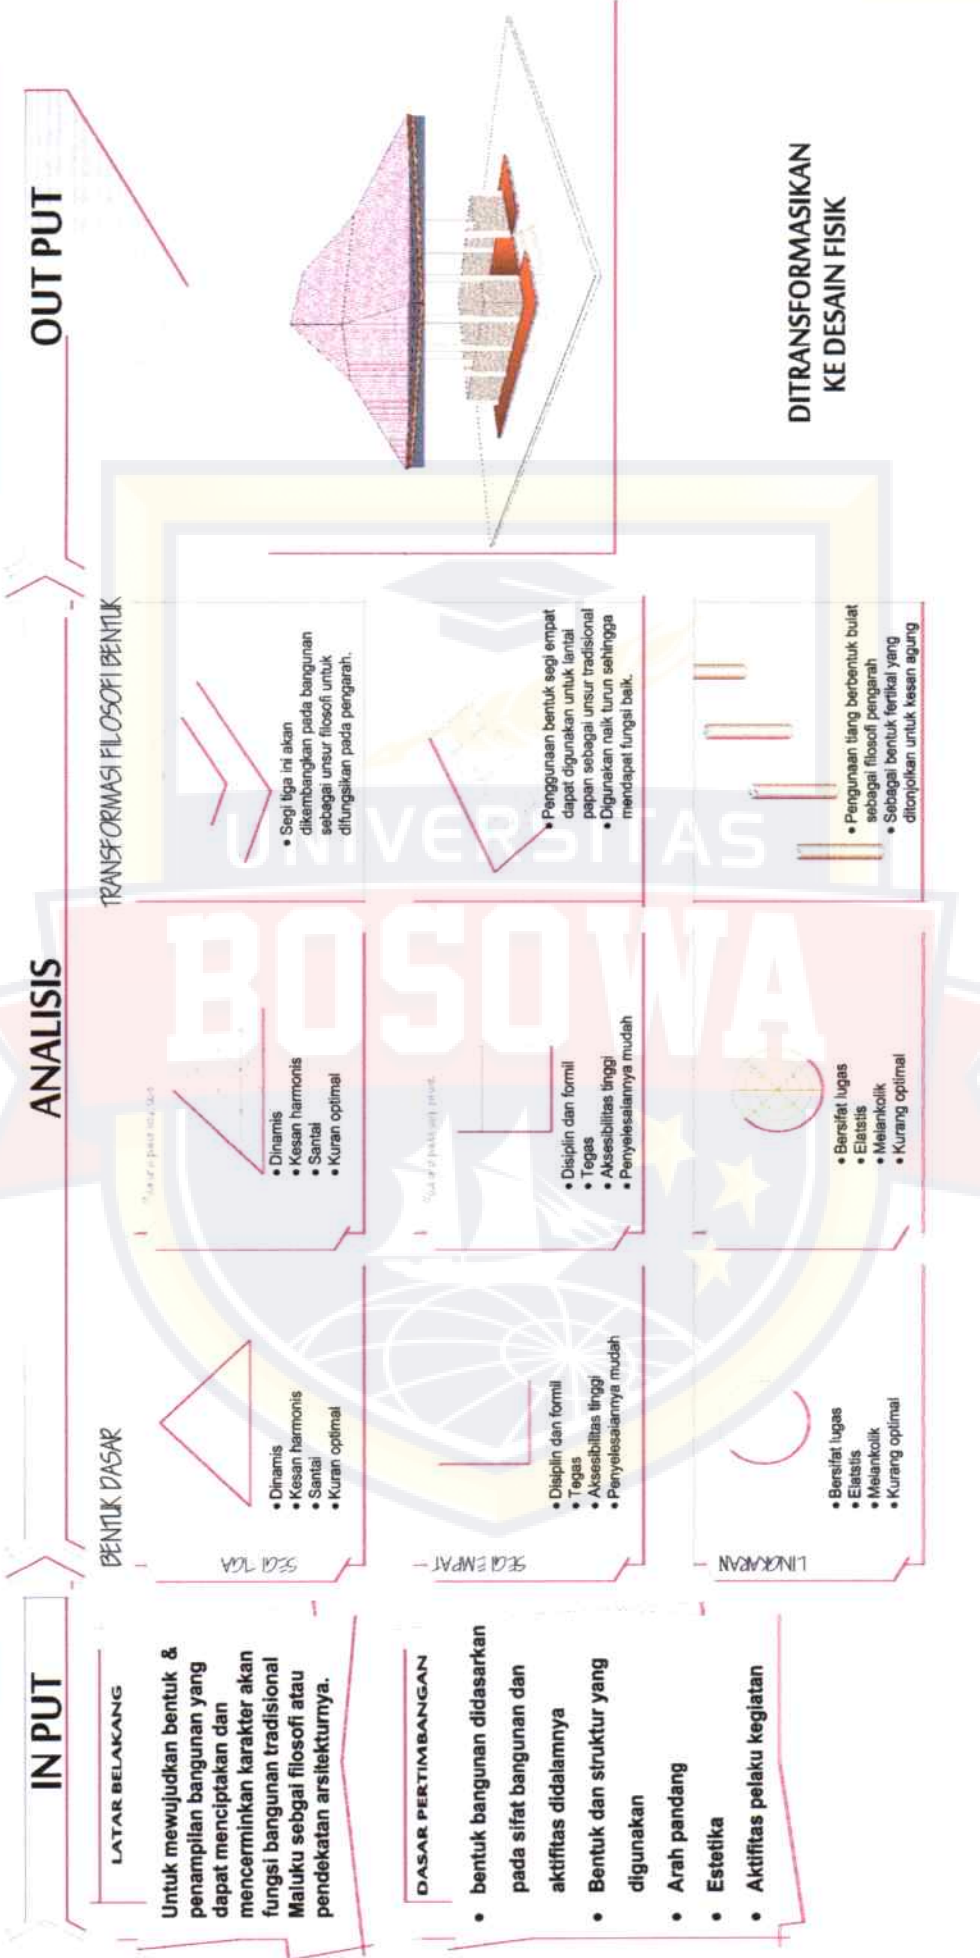 IN PUT
LATAR BELAKANG
Untuk mewujudkan bentuk &
penampilan bangunan yang
dapat menciptakan dan
mencerminkan karakter akan
fungsi bangunan tradisional
Maluku sebgai filosofi atau
pendekatan arsitekturnya.
DASAR PERTIMBANGAN
• bentuk bangunan didasarkan
pada sifat bangunan dan
aktifitas didalamnya
• Bentuk dan struktur yang
digunakan
• Arah pandang
• Estetika
• Aktifitas pelaku kegiatan
ANALISIS
BENTUK DASAR
SEGI TIGA
• Dinamis
• Kesan harmonis
• Santai
• Kuran optimal
SEGI EMPAT
• Disiplin dan formil
• Tegas
• Aksesibilitas tinggi
• Penyelesaiannya mudah
LINGKARAN
• Bersifat lugas
• Elatstis
• Melankolik
• Kurang optimal
• Dinamis
• Kesan harmonis
• Santai
• Kuran optimal
• Disiplin dan formil
• Tegas
• Aksesibilitas tinggi
• Penyelesaiannya mudah
• Bersifat lugas
• Elatstis
• Melankolik
• Kurang optimal
TRANSFORMASI FILOSOFI BENTUK
• Segi tiga ini akan
dikembangkan pada bangunan
sebagai unsur filosofi untuk
difungsikan pada pengarah.
• Penggunaan bentuk segi empat
dapat digunakan untuk lantai
papan sebagai unsur tradisional
• Digunakan naik turun sehingga
mendapat fungsi baik.
• Pengunaan tiang berbentuk bulat
sebagai filosofi pengarah
• Sebagai bentuk fertikal yang
ditonjolkan untuk kesan agung
OUT PUT
DITRANSFORMASIKAN
KE DESAIN FISIK
UNIVERSITAS
BOSOWA